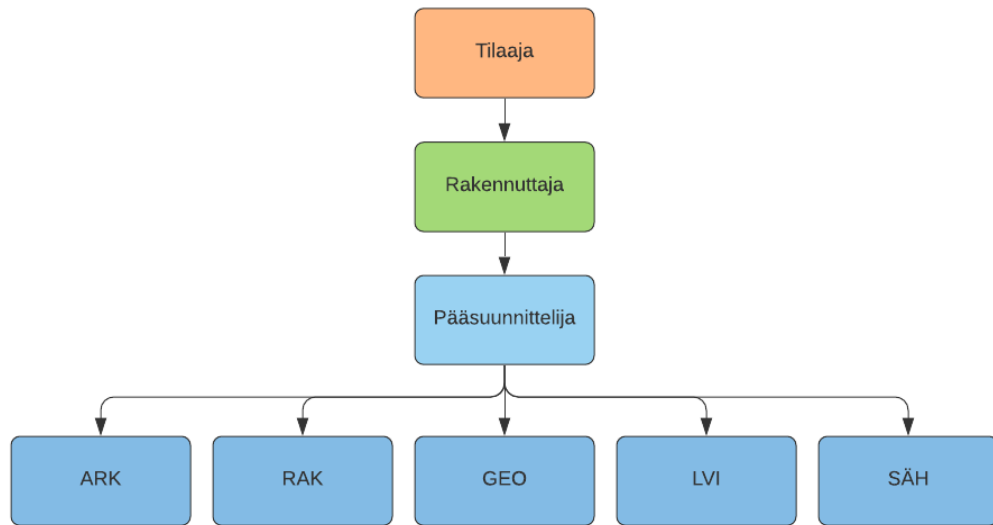 Tilaaja
Rakennuttaja
Pääsuunnittelija
ARK
RAK
GEO
LVI
SÄH